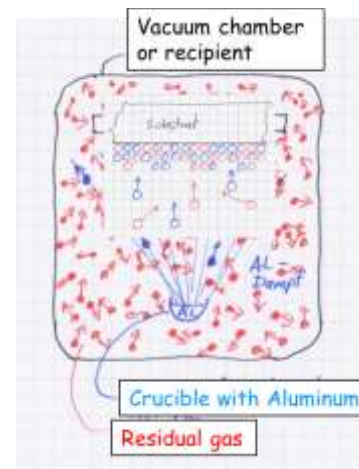 Vacuum chamber
or recipient
Substrat
AL -
Dampf
AL
Crucible with Aluminum
Residual gas